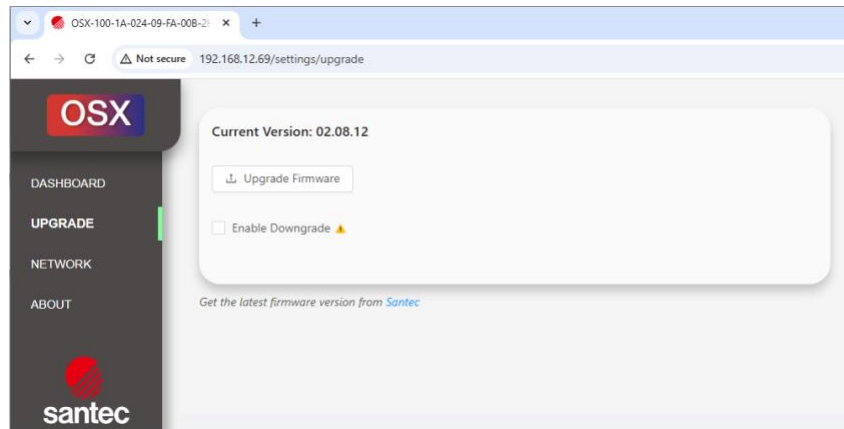 OSX-100-1A-024-09-FA-00B-2
Not secure 192.168.12.69/settings/upgrade
OSX
DASHBOARD
UPGRADE
NETWORK
ABOUT
santec
Current Version: 02.08.12
Upgrade Firmware
Enable Downgrade
Get the latest firmware version from Santec